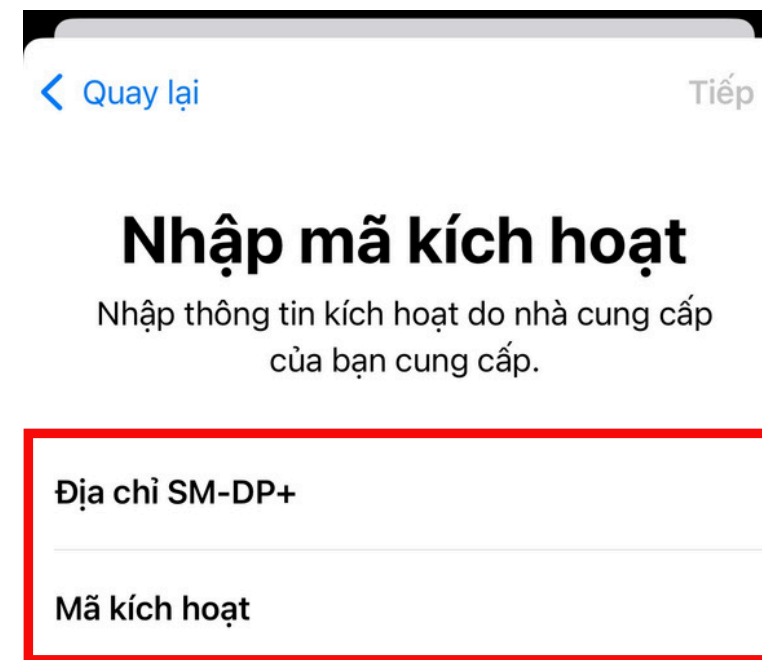 Quay lại
Tiếp
Nhập mã kích hoạt
Nhập thông tin kích hoạt do nhà cung cấp
của bạn cung cấp.
Địa chỉ SM-DP+
Mã kích hoạt